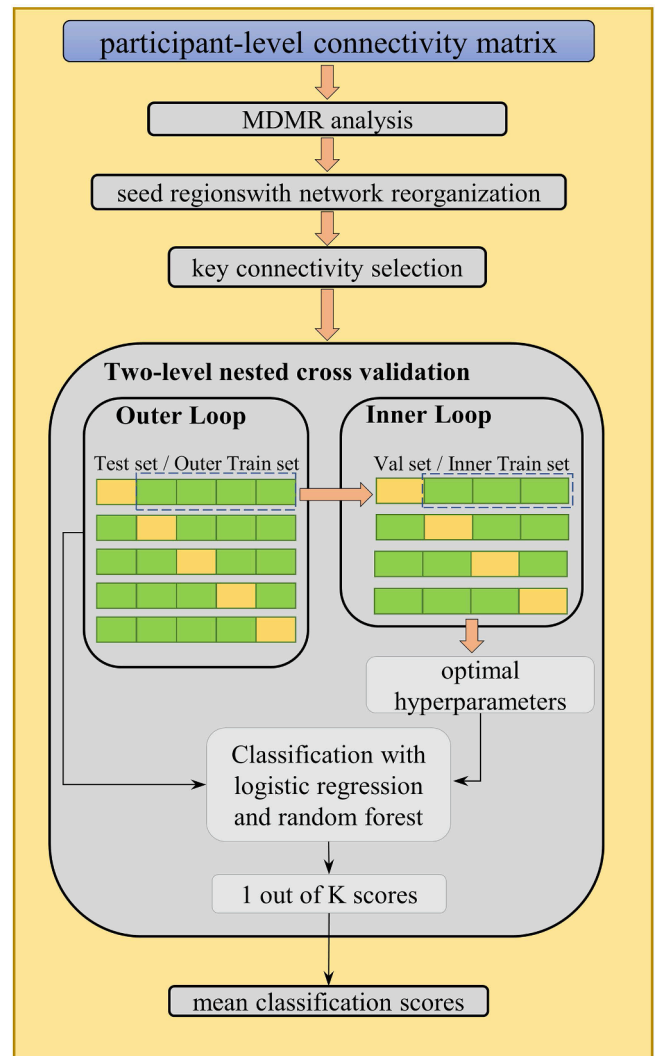 participant-level connectivity matrix
MDMR analysis
seed regionswith network reorganization
key connectivity selection
Two-level nested cross validation
Outer Loop
Test set / Outer Train set
Inner Loop
Val set / Inner Train set
optimal
hyperparameters
Classification with
logistic regression
and random forest
1 out of K scores
mean classification scores